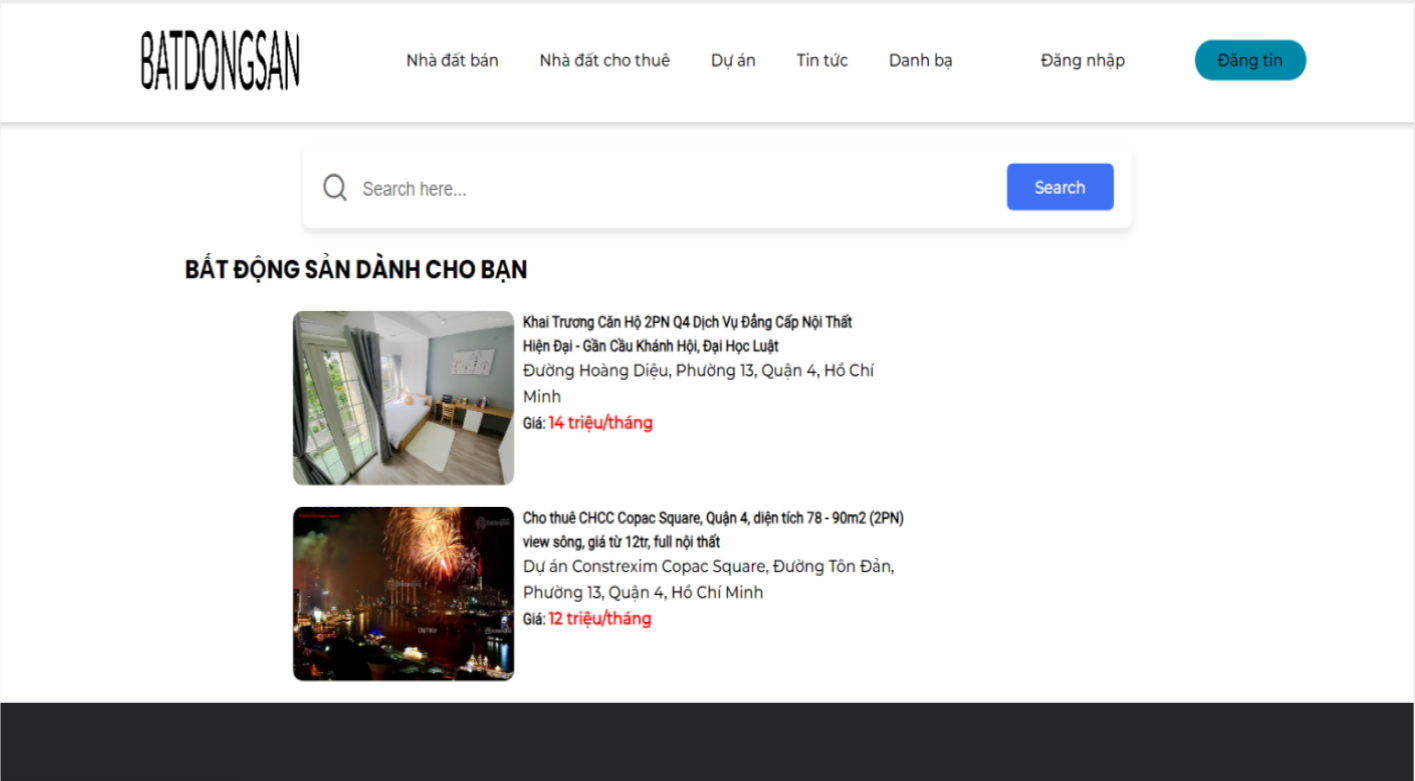 BATDONGSAN
Nhà đất bán
Nhà đất cho thuê
Dự án
Tin tức
Danh bạ
Đăng nhập
Đăng tin
Search here...
Search
BẤT ĐỘNG SẢN DÀNH CHO BẠN
Khai Trương Căn Hộ 2PN Q4 Dịch Vụ Đẳng Cấp Nội Thất
Hiện Đại - Gần Cầu Khánh Hội, Đại Học Luật
Đường Hoàng Diệu, Phường 13, Quận 4, Hồ Chí
Minh
Giá: 14 triệu/tháng
Cho thuê CHCC Copac Square, Quận 4, diện tích 78 - 90m2 (2PN)
view sông, giá từ 12tr, full nội thất
Dự án Constrexim Copac Square, Đường Tôn Đản,
Phường 13, Quận 4, Hồ Chí Minh
Giá: 12 triệu/tháng